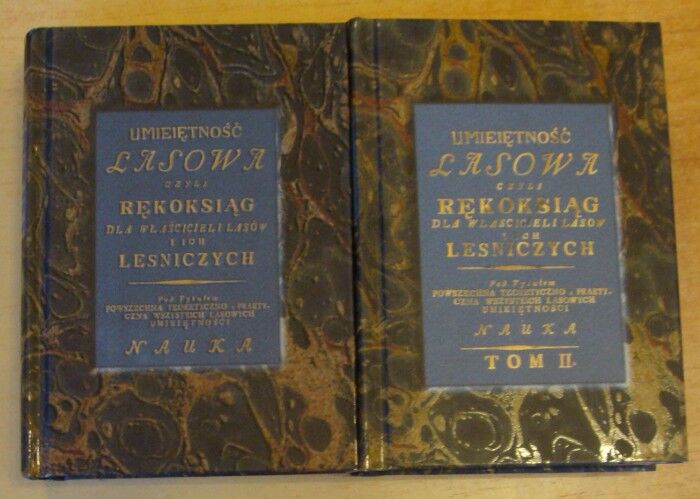 UMIEIĘTNOŚĆ
LASOWA
CZYLI
RĘKOKSIĄG
DLA WŁAŚCICIELI LASÓW
I ICH
LESNICZYCH
Pod Tytułem
POWSZECHNA TEORETYCZNO i PRAKTY-
CZNA WSZYSTKICH LASOWYCH
UMIEIĘTNOŚCI
NAUKA
UMIEIĘTNOŚĆ
LASOWA
CZYLI
RĘKOKSIĄG
DLA WŁAŚCICIELI LASÓW
I ICH
LESNICZYCH
Pod Tytułem
POWSZECHNA TEORETYCZNO i PRAKTY-
CZNA WSZYSTKICH LASOWYCH
UMIEIĘTNOŚCI
NAUKA
TOM II.